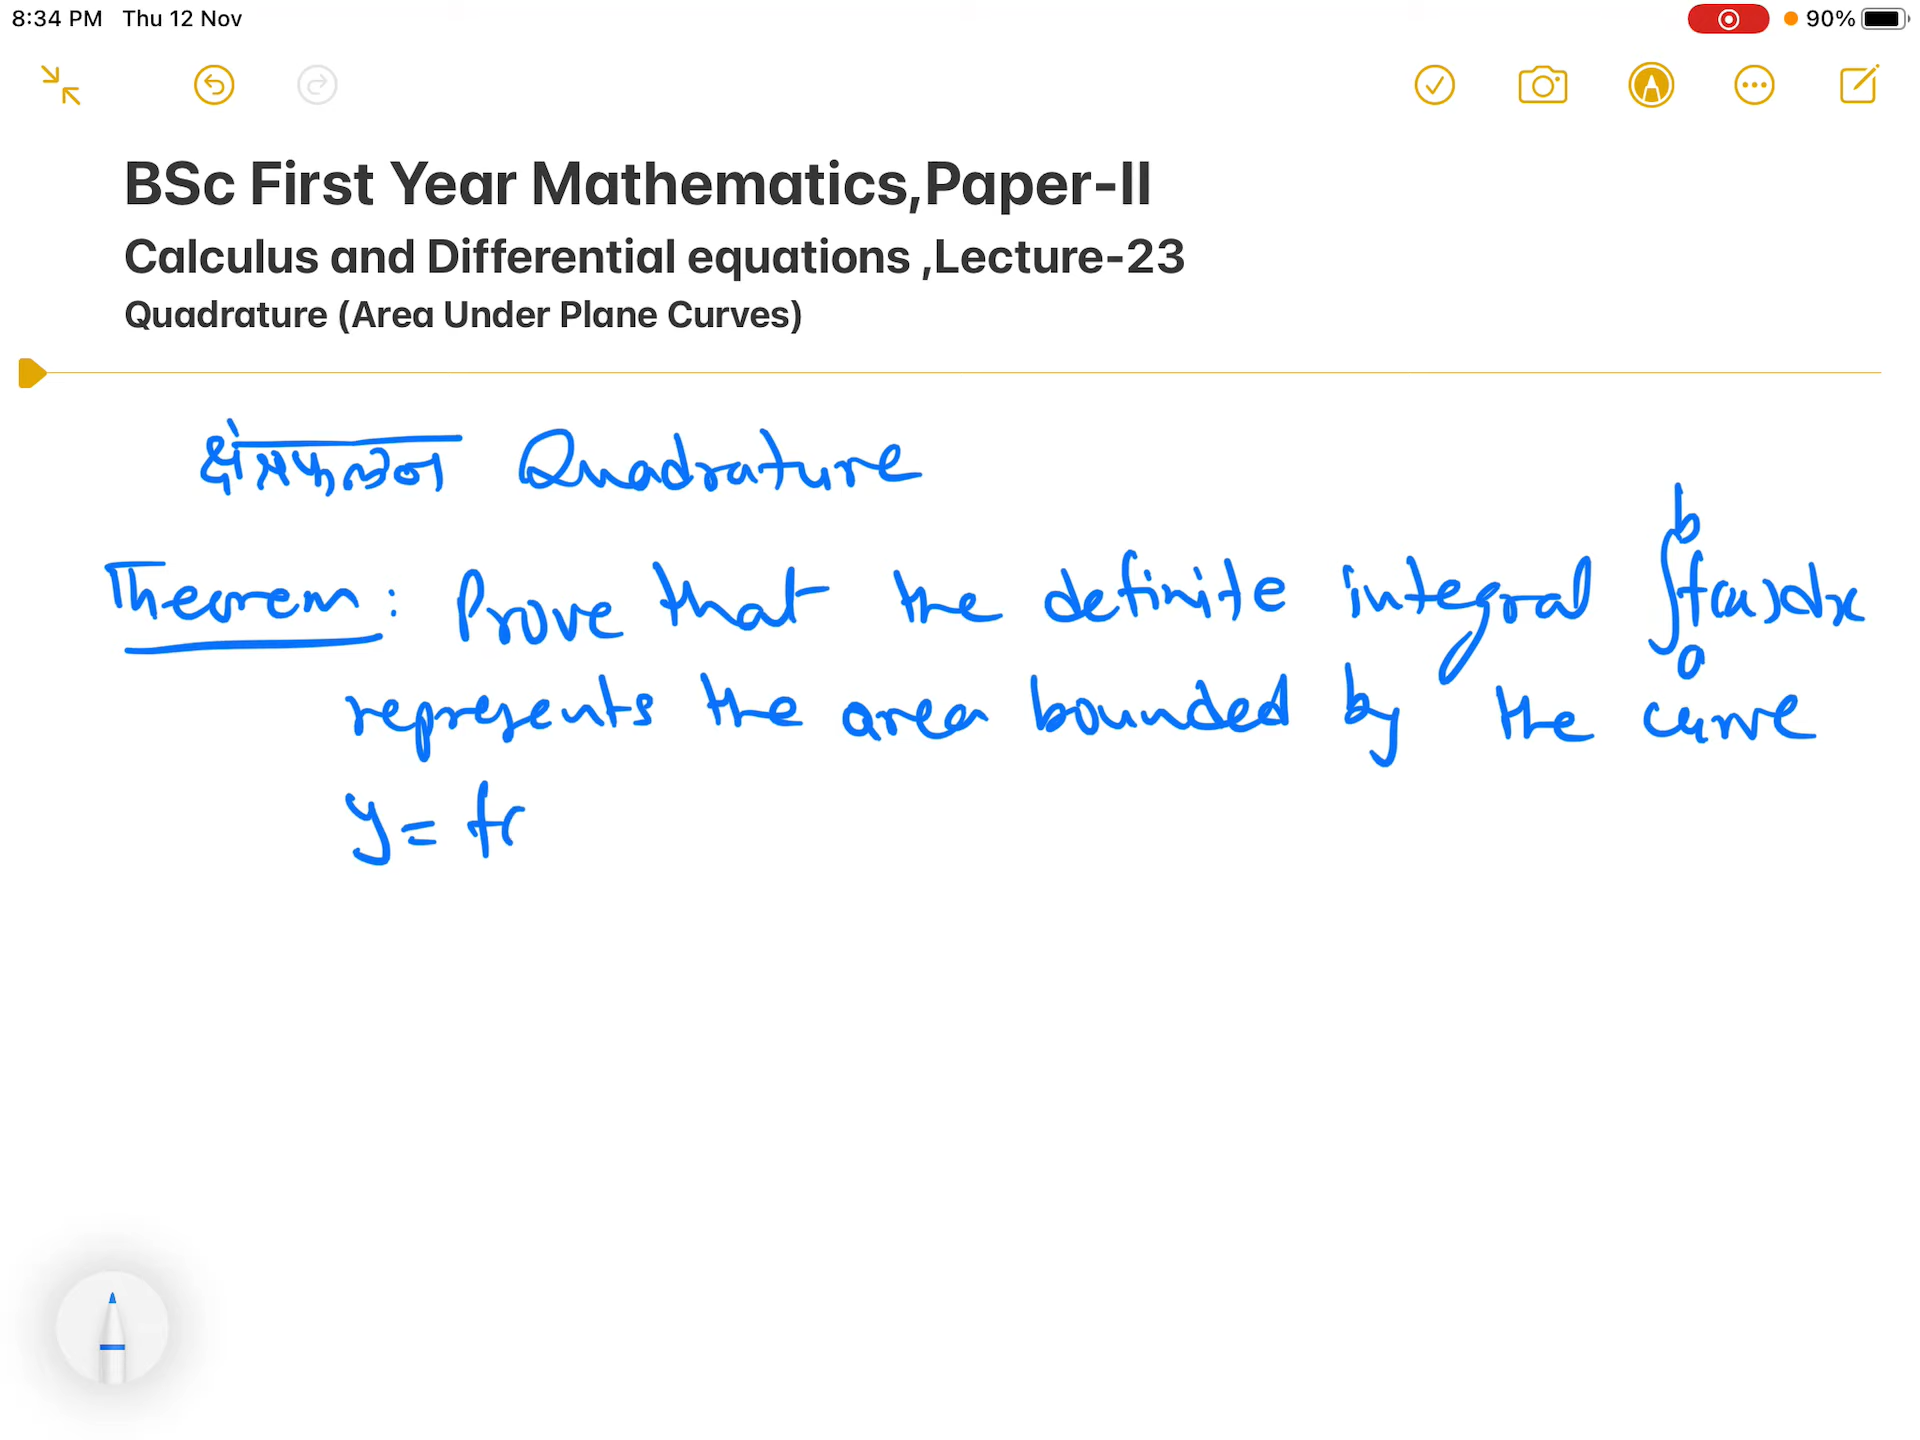 8:34 PM Thu 12 Nov 90%
BSc First Year Mathematics,Paper-II
Calculus and Differential equations ,Lecture-23
Quadrature (Area Under Plane Curves)
क्षेत्रफलन Quadrature
Theorem: Prove that the definite integral ∫_a^b f(x)dx
represents the area bounded by the curve
y = f(